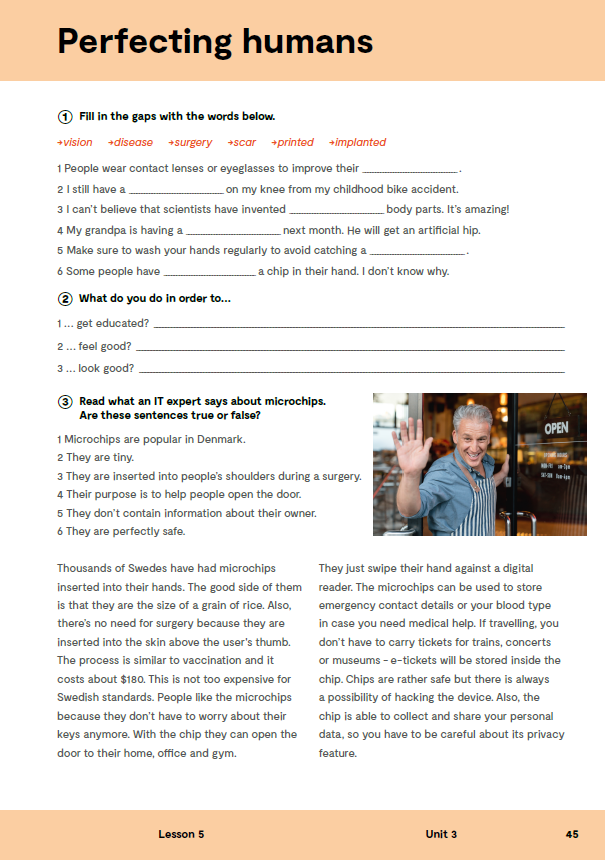 Perfecting humans
1 Fill in the gaps with the words below.
→vision →disease →surgery →scar →printed →implanted
1 People wear contact lenses or eyeglasses to improve their ____________.
2 I still have a ____________ on my knee from my childhood bike accident.
3 I can't believe that scientists have invented ____________ body parts. It's amazing!
4 My grandpa is having a ____________ next month. He will get an artificial hip.
5 Make sure to wash your hands regularly to avoid catching a ____________.
6 Some people have ____________ a chip in their hand. I don't know why.
2 What do you do in order to...
1 ... get educated? ____________
2 ... feel good? ____________
3 ... look good? ____________
3 Read what an IT expert says about microchips.
Are these sentences true or false?
1 Microchips are popular in Denmark.
2 They are tiny.
3 They are inserted into people's shoulders during a surgery.
4 Their purpose is to help people open the door.
5 They don't contain information about their owner.
6 They are perfectly safe.
OPEN
Thousands of Swedes have had microchips
inserted into their hands. The good side of them
is that they are the size of a grain of rice. Also,
there's no need for surgery because they are
inserted into the skin above the user's thumb.
The process is similar to vaccination and it
costs about $180. This is not too expensive for
Swedish standards. People like the microchips
because they don't have to worry about their
keys anymore. With the chip they can open the
door to their home, office and gym.
They just swipe their hand against a digital
reader. The microchips can be used to store
emergency contact details or your blood type
in case you need medical help. If travelling, you
don't have to carry tickets for trains, concerts
or museums – e-tickets will be stored inside the
chip. Chips are rather safe but there is always
a possibility of hacking the device. Also, the
chip is able to collect and share your personal
data, so you have to be careful about its privacy
feature.
Lesson 5
Unit 3
45